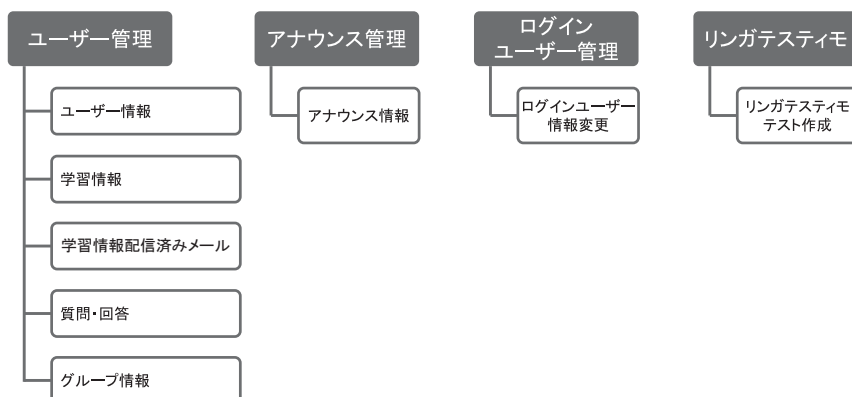 ユーザー管理
ユーザー情報
学習情報
学習情報配信済みメール
質問・回答
グループ情報
アナウンス管理
アナウンス情報
ログイン
ユーザー管理
ログインユーザー
情報変更
リンガテスティモ
リンガテスティモ
テスト作成